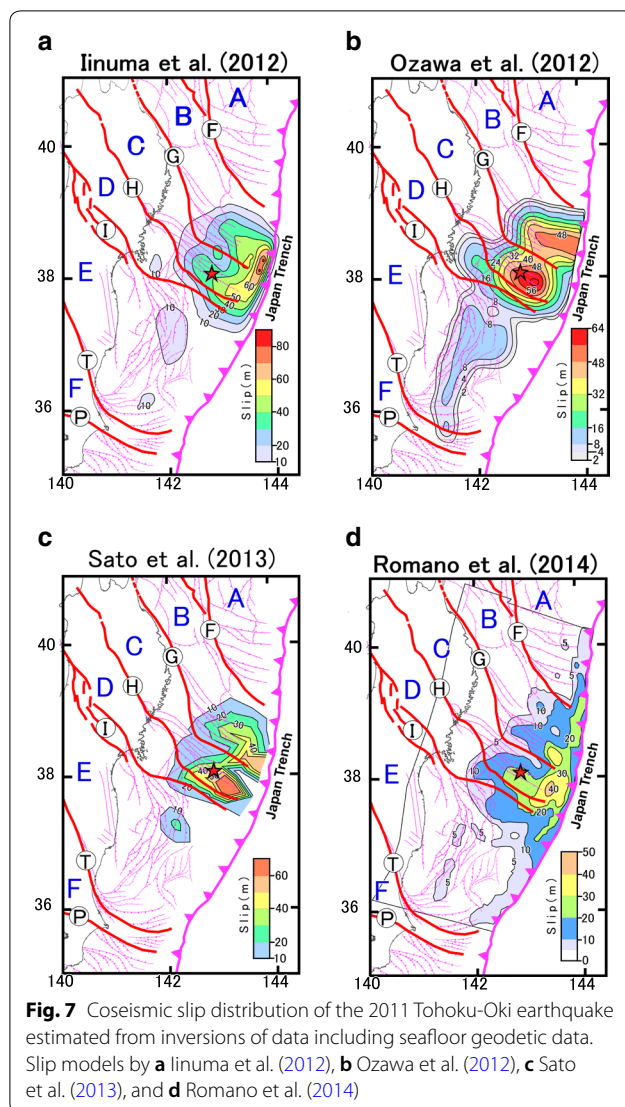 a
Iinuma et al. (2012)
40
38
36
140 142 144
A
B
C
D
E
F
F
G
H
I
T
P
10
10
10
10
20
40
50
60
Japan Trench
Slip(m)
80
60
40
20
10
b
Ozawa et al. (2012)
40
38
36
140 142 144
A
B
C
D
E
F
F
G
H
I
T
P
48
32
40
24
48
16
56
8
8
8
4
2
Japan Trench
Slip(m)
64
48
32
16
8
4
2
c
Sato et al. (2013)
40
38
36
140 142 144
A
B
C
D
E
F
F
G
H
I
T
P
10
20
30
40
40
20
10
Japan Trench
Slip(m)
60
40
20
10
d
Romano et al. (2014)
40
38
36
140 142 144
A
B
C
D
E
F
F
G
H
I
T
P
5
5
10
5
20
10
30
40
20
10
5
5
5
Japan Trench
Slip(m)
50
40
30
20
10
0
Fig. 7 Coseismic slip distribution of the 2011 Tohoku-Oki earthquake
estimated from inversions of data including seafloor geodetic data.
Slip models by a Iinuma et al. (2012), b Ozawa et al. (2012), c Sato
et al. (2013), and d Romano et al. (2014)